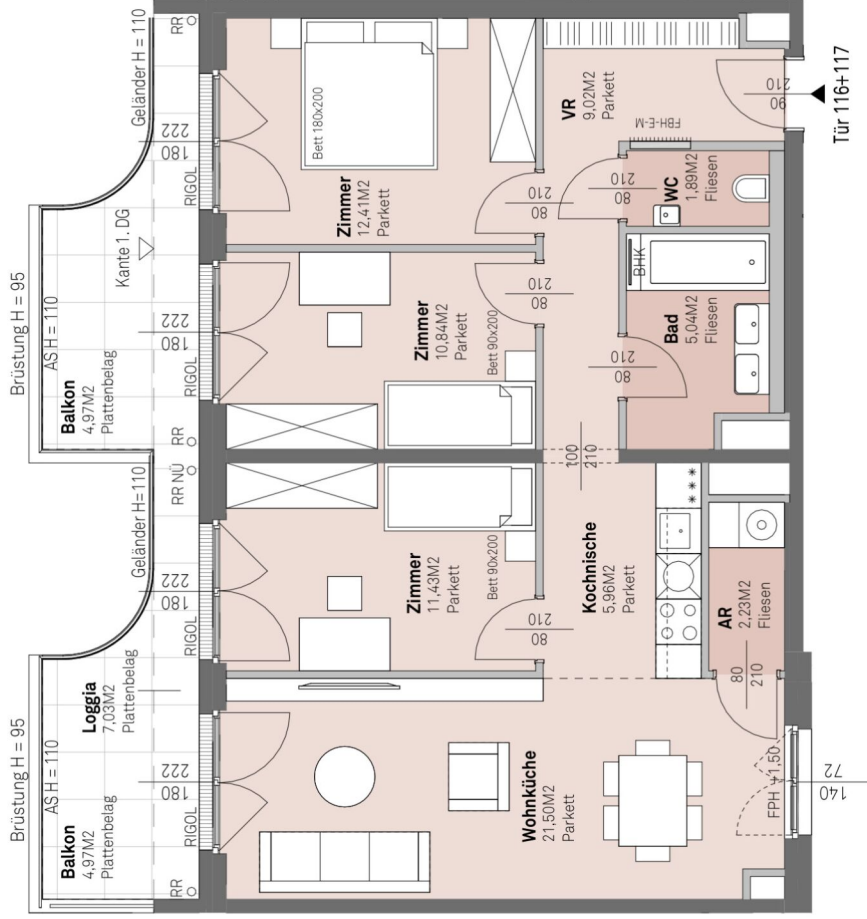 Brüstung H = 95
Brüstung H = 95
AS H = 110
AS H = 110
Balkon
4,97M2
Plattenbelag
Loggia
7,03M2
Plattenbelag
Balkon
4,97M2
Plattenbelag
Geländer H = 110
Geländer H = 110
Kante 1. DG
RR
RR NÜ
RR
RR
RIGOL
180
222
RIGOL
180
222
RIGOL
180
222
RIGOL
180
222
Zimmer
11,43M2
Parkett
Bett 90x200
80
210
Zimmer
10,84M2
Parkett
Bett 90x200
80
210
Zimmer
12,41M2
Parkett
Bett 180x200
80
210
Wohnküche
21,50M2
Parkett
Kochnische
5,96M2
Parkett
100
210
VR
9,02M2
Parkett
FBH-E-M
80
210
80
210
AR
2,23M2
Fliesen
80
210
Bad
5,04M2
Fliesen
BHK
WC
1,89M2
Fliesen
90
210
FPH +1,50
140
72
Tür 116+117